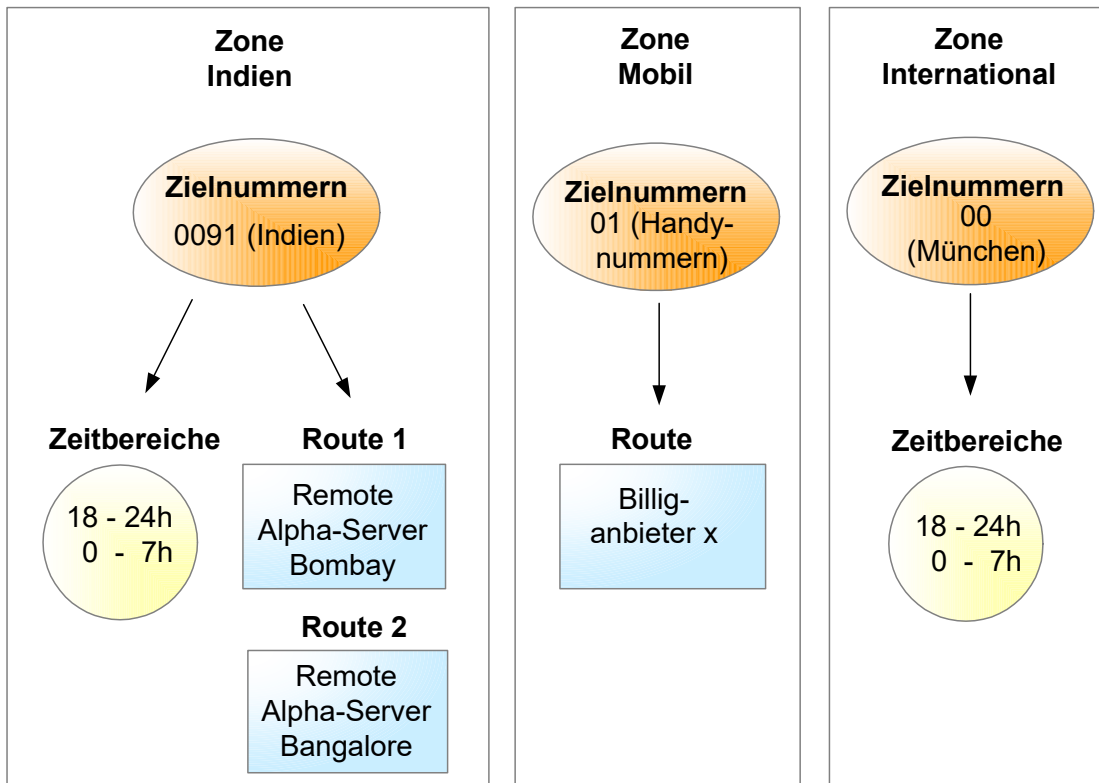 Zone
Indien
Zielnummern
0091 (Indien)
Zeitbereiche
18 - 24h
0 - 7h
Route 1
Remote
Alpha-Server
Bombay
Route 2
Remote
Alpha-Server
Bangalore
Zone
Mobil
Zielnummern
01 (Handy-
nummern)
Route
Billig-
anbieter x
Zone
International
Zielnummern
00
(München)
Zeitbereiche
18 - 24h
0 - 7h